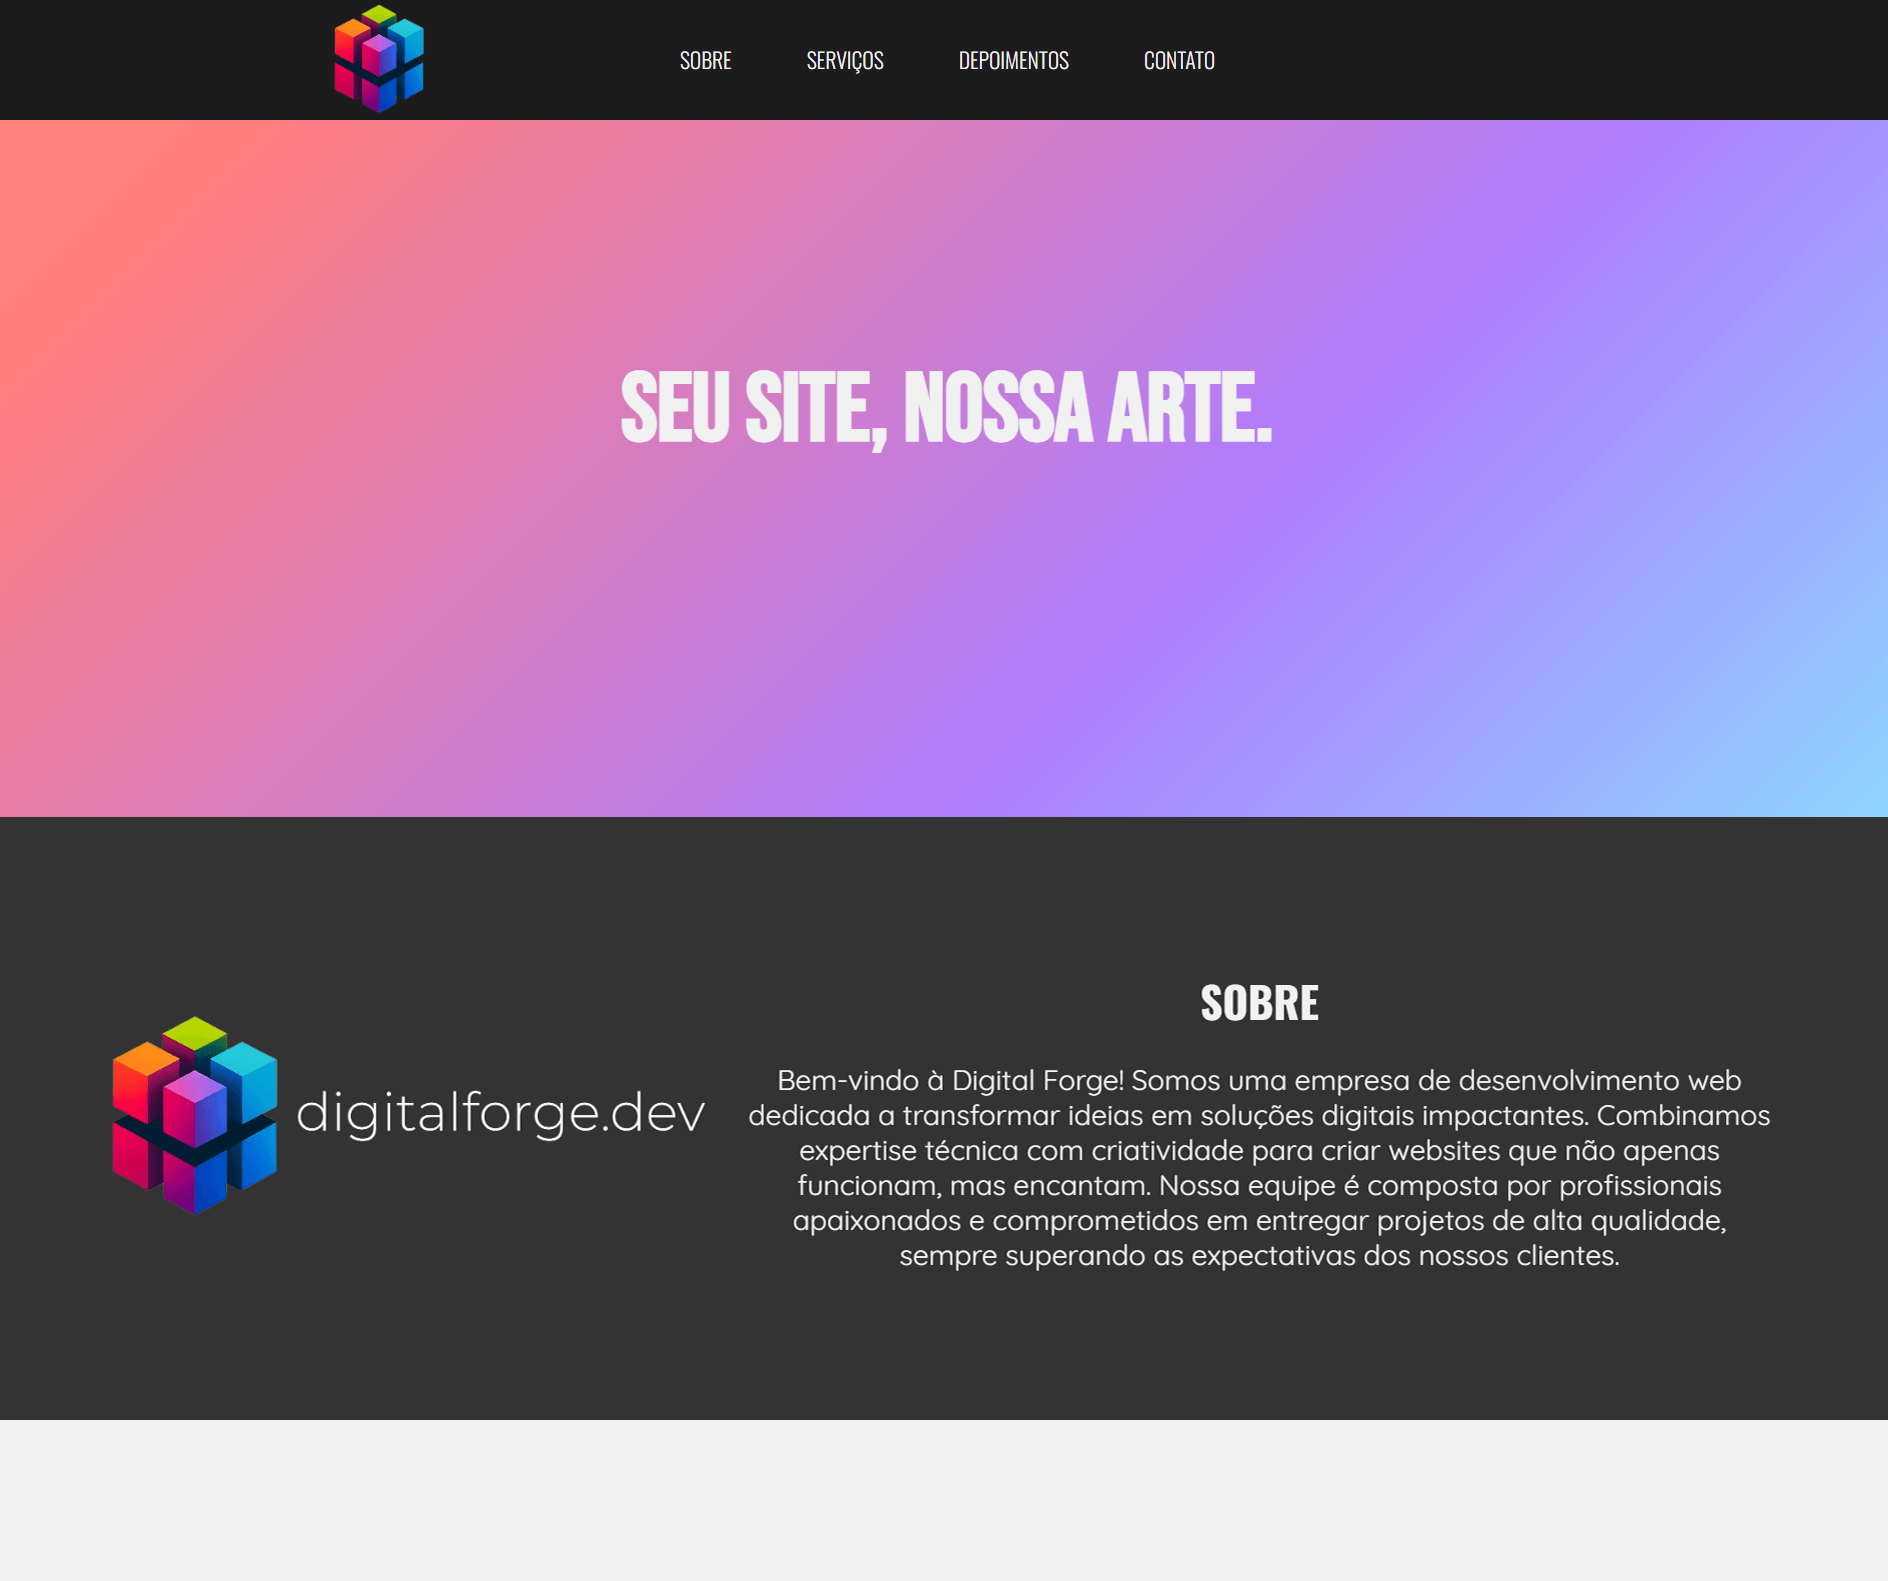 SOBRE SERVIÇOS DEPOIMENTOS CONTATO
SEU SITE, NOSSA ARTE.
digitalforge.dev
SOBRE
Bem-vindo à Digital Forge! Somos uma empresa de desenvolvimento web
dedicada a transformar ideias em soluções digitais impactantes. Combinamos
expertise técnica com criatividade para criar websites que não apenas
funcionam, mas encantam. Nossa equipe é composta por profissionais
apaixonados e comprometidos em entregar projetos de alta qualidade,
sempre superando as expectativas dos nossos clientes.